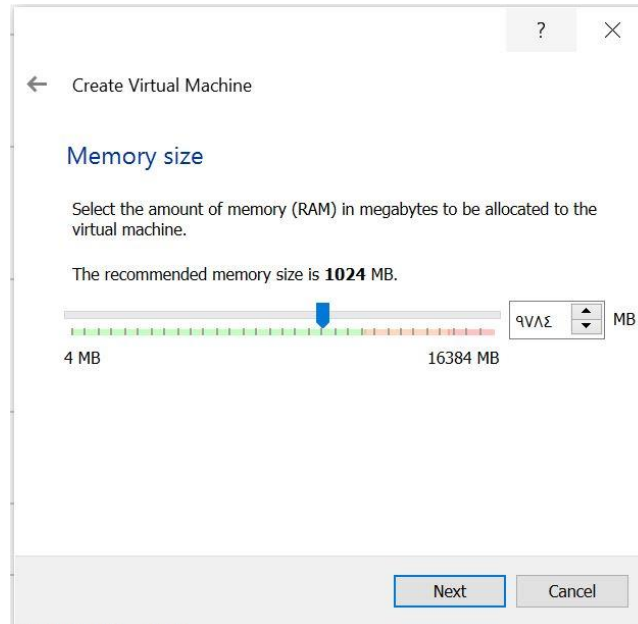 ?
Create Virtual Machine
Memory size
Select the amount of memory (RAM) in megabytes to be allocated to the
virtual machine.
The recommended memory size is 1024 MB.
٩٧٨٤ MB
4 MB 16384 MB
Next Cancel